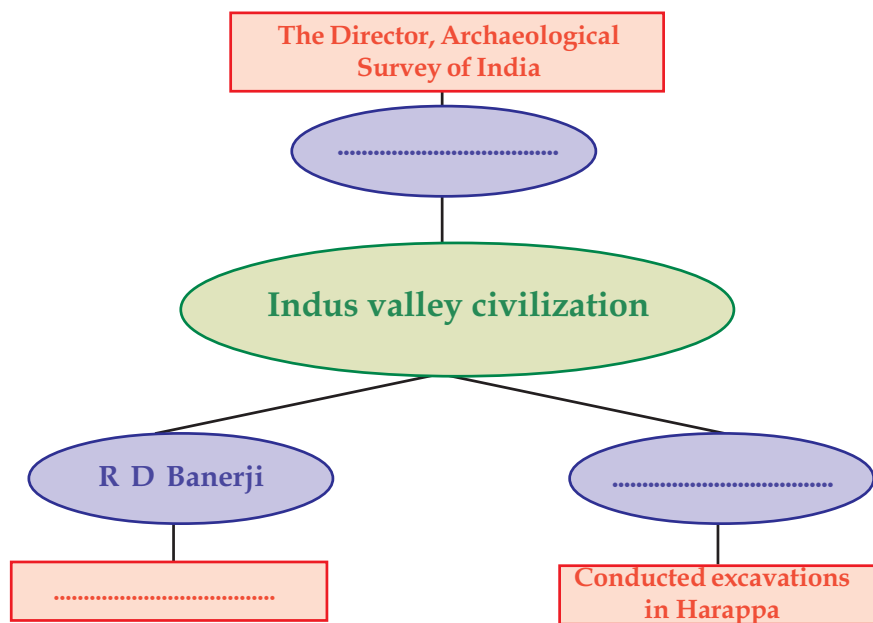 The Director, Archaeological
Survey of India
.....................................
Indus valley civilization
R D Banerji
.....................................
.....................................
Conducted excavations
in Harappa